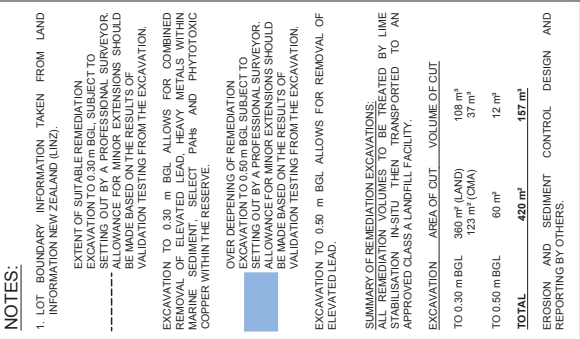 NOTES:
1. LOT BOUNDARY INFORMATION TAKEN FROM LAND
INFORMATION NEW ZEALAND (LINZ).
EXTENT OF SUITABLE REMEDIATION
EXCAVATION TO 0.30 m BGL, SUBJECT TO
SETTING OUT BY A PROFESSIONAL SURVEYOR.
ALLOWANCE FOR MINOR EXTENSIONS SHOULD
BE MADE BASED ON THE RESULTS OF
VALIDATION TESTING FROM THE EXCAVATION.
EXCAVATION TO 0.30 m BGL ALLOWS FOR COMBINED
REMOVAL OF ELEVATED LEAD, HEAVY METALS WITHIN
MARINE SEDIMENT, SELECT PAHs AND PHYTOTOXIC
COPPER WITHIN THE RESERVE.
OVER DEEPENING OF REMEDIATION
EXCAVATION TO 0.50 m BGL SUBJECT TO
SETTING OUT BY A PROFESSIONAL SURVEYOR.
ALLOWANCE FOR MINOR EXTENSIONS SHOULD
BE MADE BASED ON THE RESULTS OF
VALIDATION TESTING FROM THE EXCAVATION.
EXCAVATION TO 0.50 m BGL ALLOWS FOR REMOVAL OF
ELEVATED LEAD.
SUMMARY OF REMEDIATION EXCAVATIONS:
ALL REMEDIATION VOLUMES TO BE TREATED BY LIME
STABILISATION IN-SITU THEN TRANSPORTED TO AN
APPROVED CLASS A LANDFILL FACILITY.
EXCAVATION AREA OF CUT VOLUME OF CUT
TO 0.30 m BGL 360 m² (LAND) 108 m³
123 m² (CMA) 37 m³
TO 0.50 m BGL 60 m² 12 m³
TOTAL 420 m² 157 m³
EROSION AND SEDIMENT CONTROL DESIGN AND
REPORTING BY OTHERS.